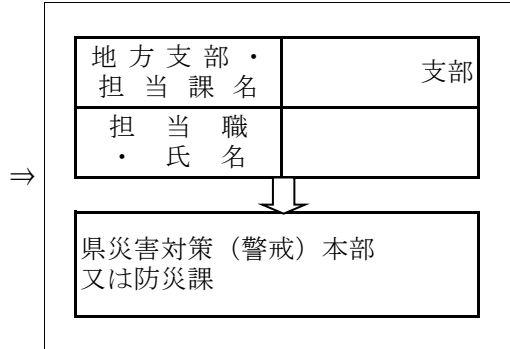 地方支部・
担当課名
支部
担当職
・氏名
⇒
県災害対策（警戒）本部
又は防災課